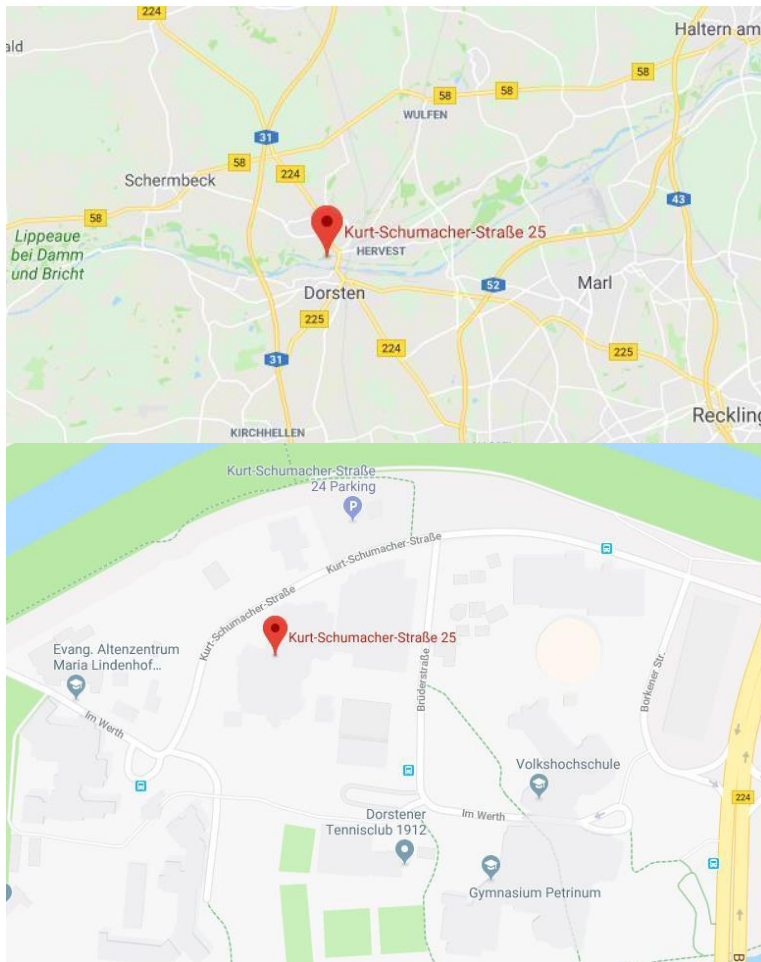 224
Haltern am
ald
58
58
58
WULFEN
31
58
224
Schermbeck
43
58
Kurt-Schumacher-Straße 25
Lippeaue
bei Damm
und Bricht
HERVEST
52
Marl
Dorsten
225
224
225
31
Reckling
KIRCHHELLEN
Kurt-Schumacher-Straße
24 Parking
P
Kurt-Schumacher-Straße
Kurt-Schumacher-Straße
Kurt-Schumacher-Straße 25
Evang. Altenzentrum
Maria Lindenhof...
Brüderstraße
Borkener Str.
Im Werth
Volkshochschule
224
Dorstener
Tennisclub 1912
Im Werth
Gymnasium Petrinum
B